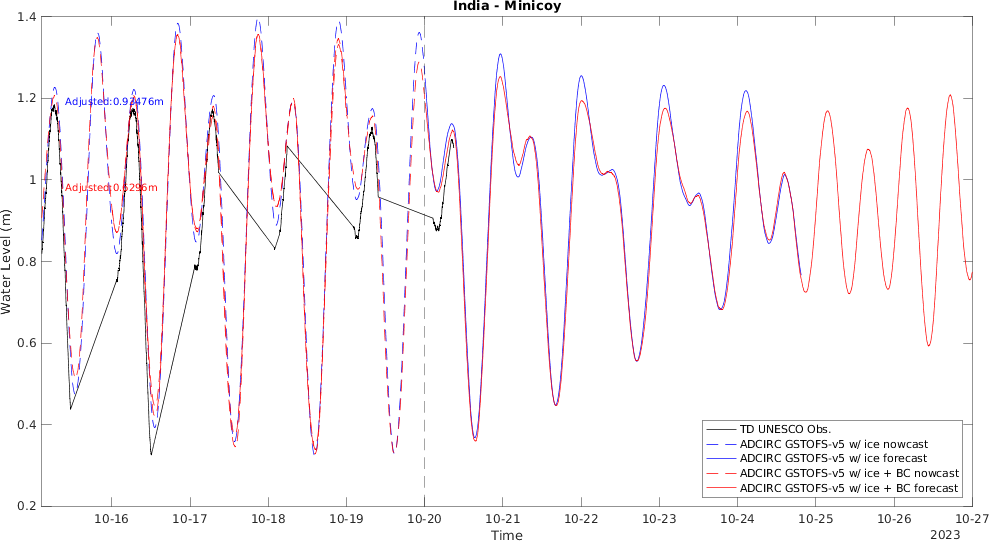 India - Minicoy
1.4
1.2
1
0.8
0.6
0.4
0.2
Water Level (m)
Adjusted:0.92476m
Adjusted:0.6296m
TD UNESCO Obs.
ADCIRC GSTOFS-v5 w/ ice nowcast
ADCIRC GSTOFS-v5 w/ ice forecast
ADCIRC GSTOFS-v5 w/ ice + BC nowcast
ADCIRC GSTOFS-v5 w/ ice + BC forecast
10-16 10-17 10-18 10-19 10-20 10-21 10-22 10-23 10-24 10-25 10-26 10-27
Time
2023